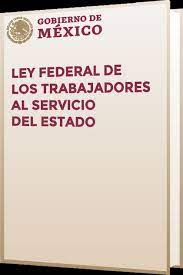 GOBIERNO DE
MÉXICO
LEY FEDERAL DE
LOS TRABAJADORES
AL SERVICIO
DEL ESTADO